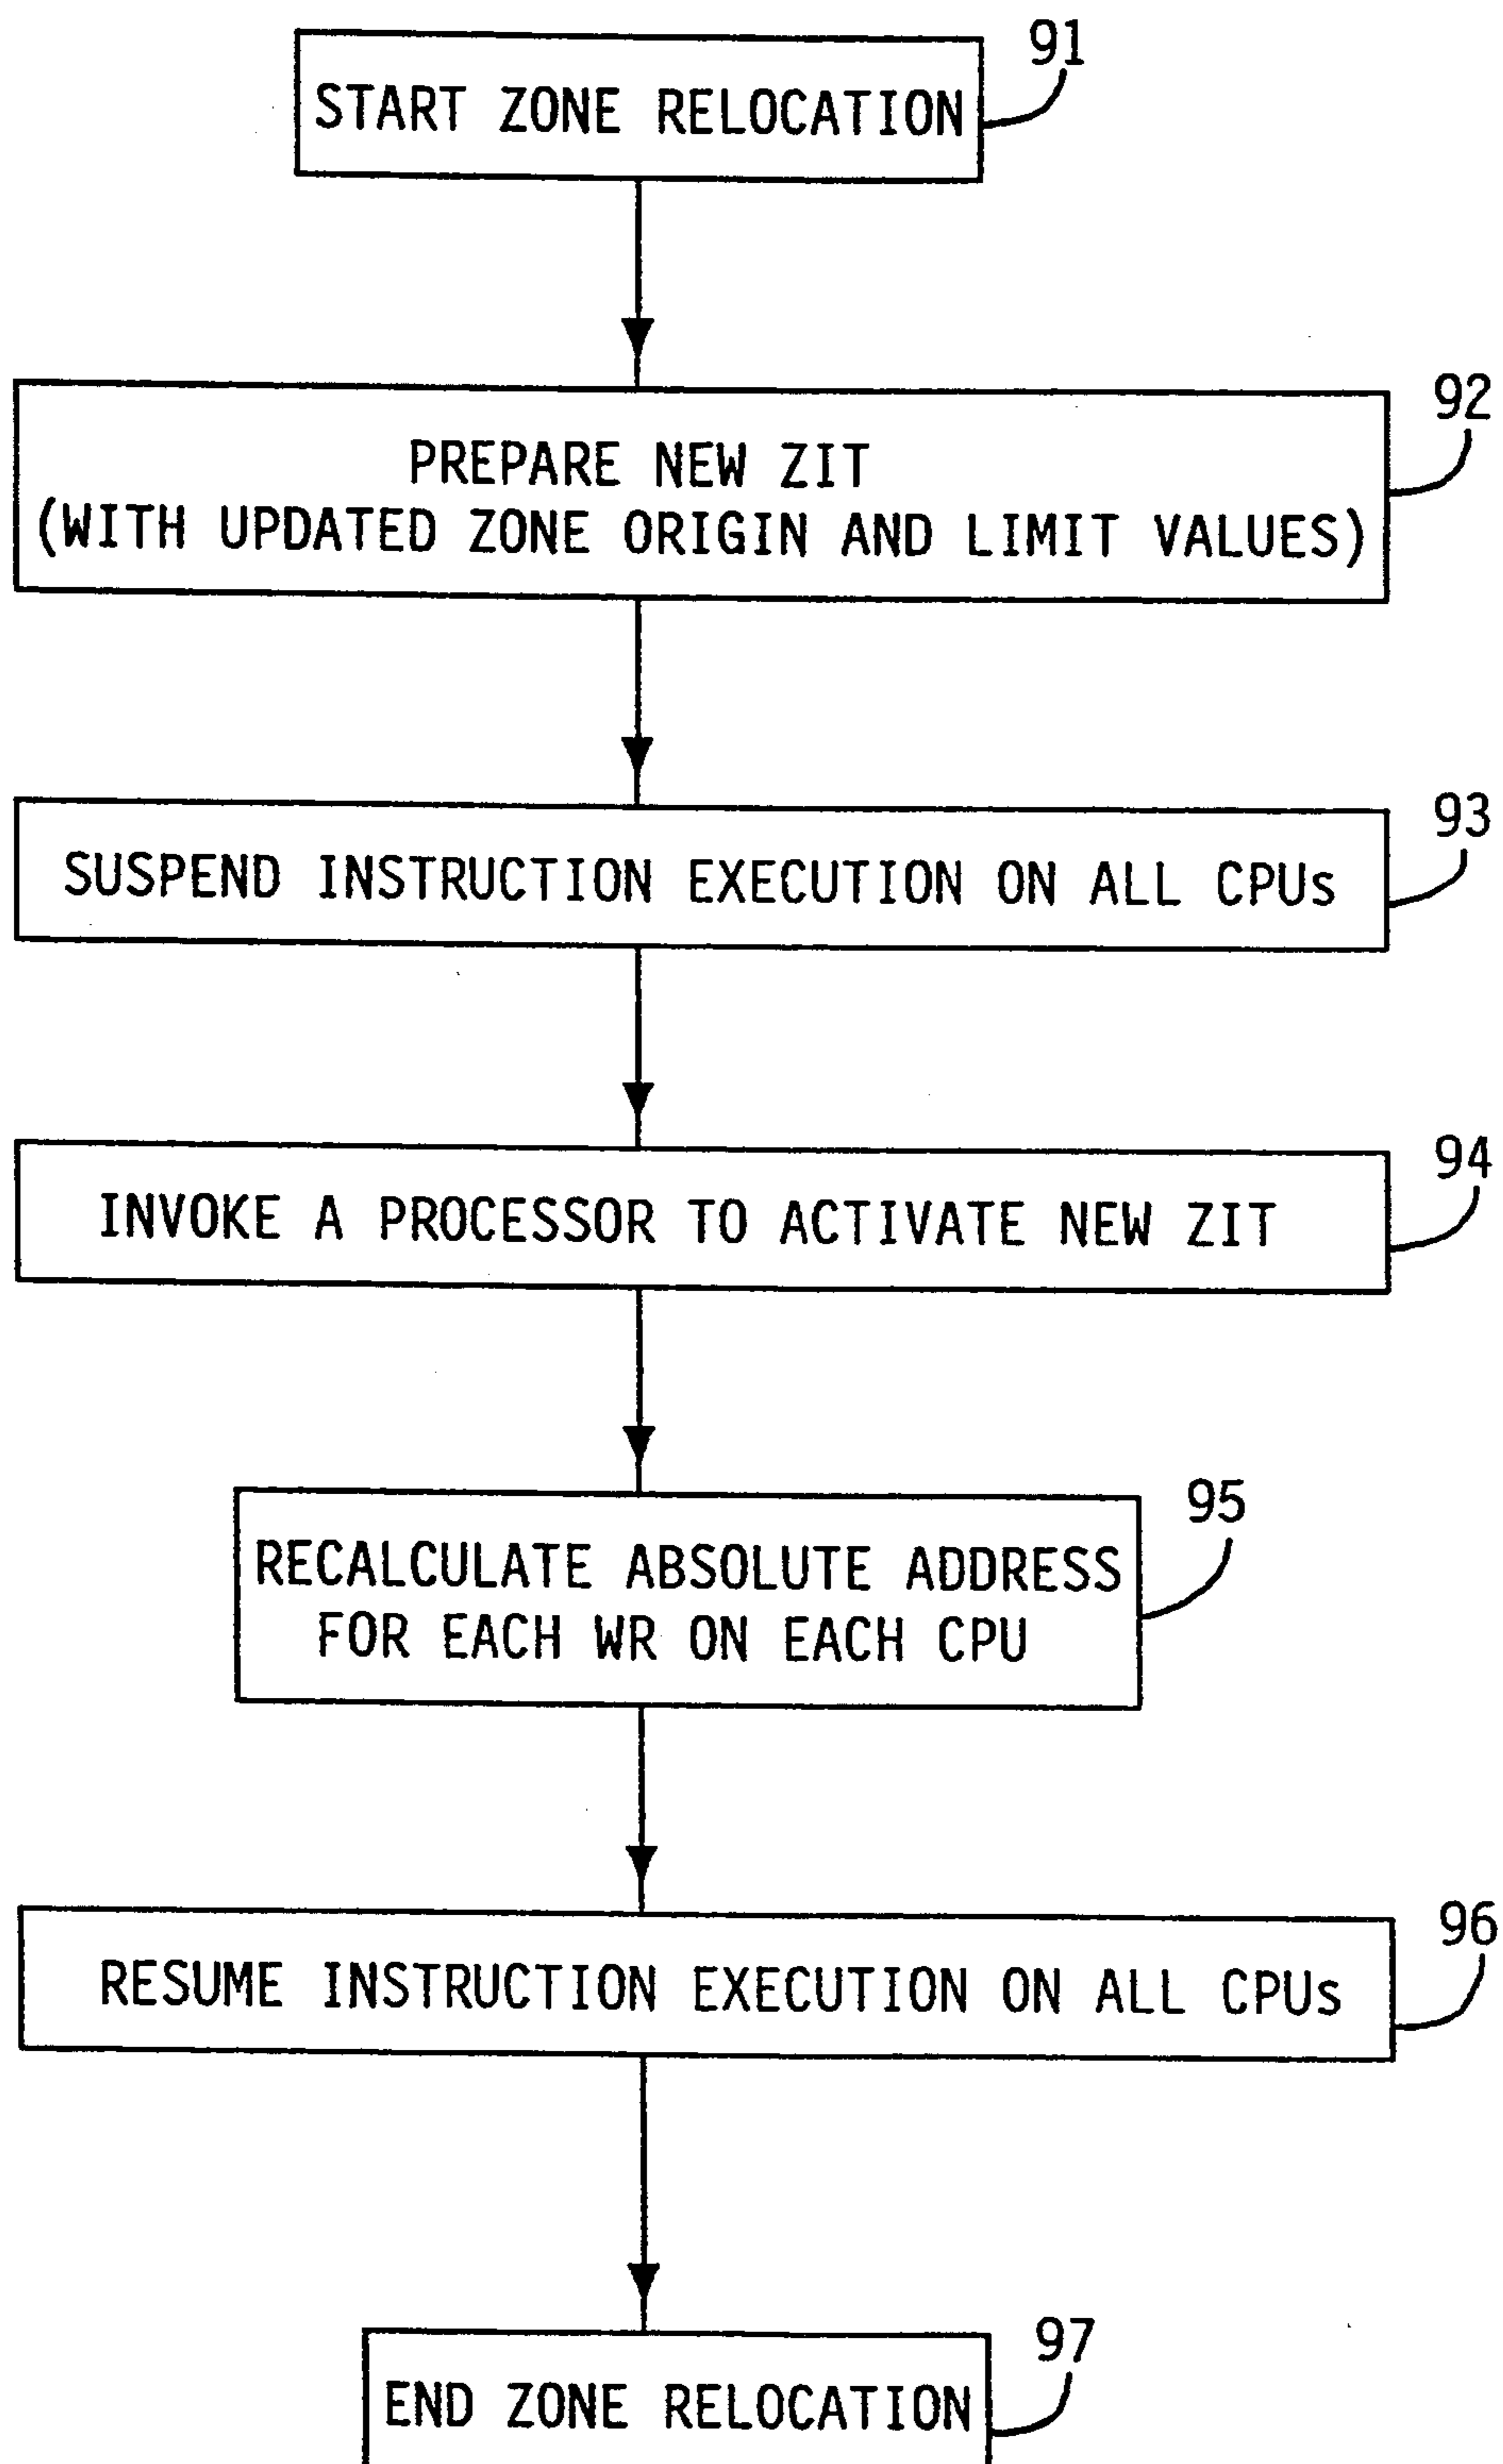 91
START ZONE RELOCATION
92
PREPARE NEW ZIT
(WITH UPDATED ZONE ORIGIN AND LIMIT VALUES)
93
SUSPEND INSTRUCTION EXECUTION ON ALL CPUs
94
INVOKE A PROCESSOR TO ACTIVATE NEW ZIT
95
RECALCULATE ABSOLUTE ADDRESS
FOR EACH WR ON EACH CPU
96
RESUME INSTRUCTION EXECUTION ON ALL CPUs
97
END ZONE RELOCATION